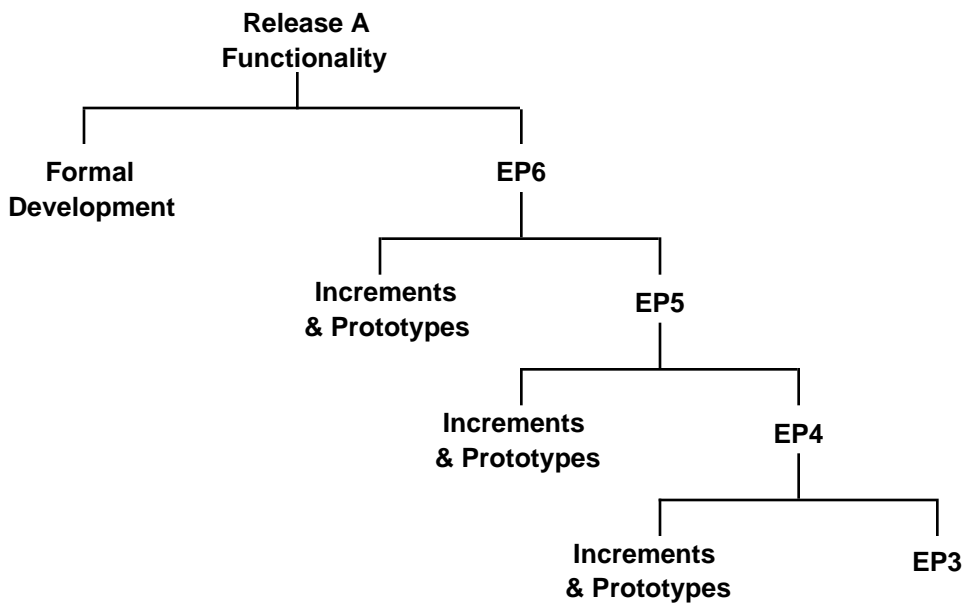 Release A
Functionality
Formal
Development
EP6
Increments
& Prototypes
EP5
Increments
& Prototypes
EP4
Increments
& Prototypes
EP3